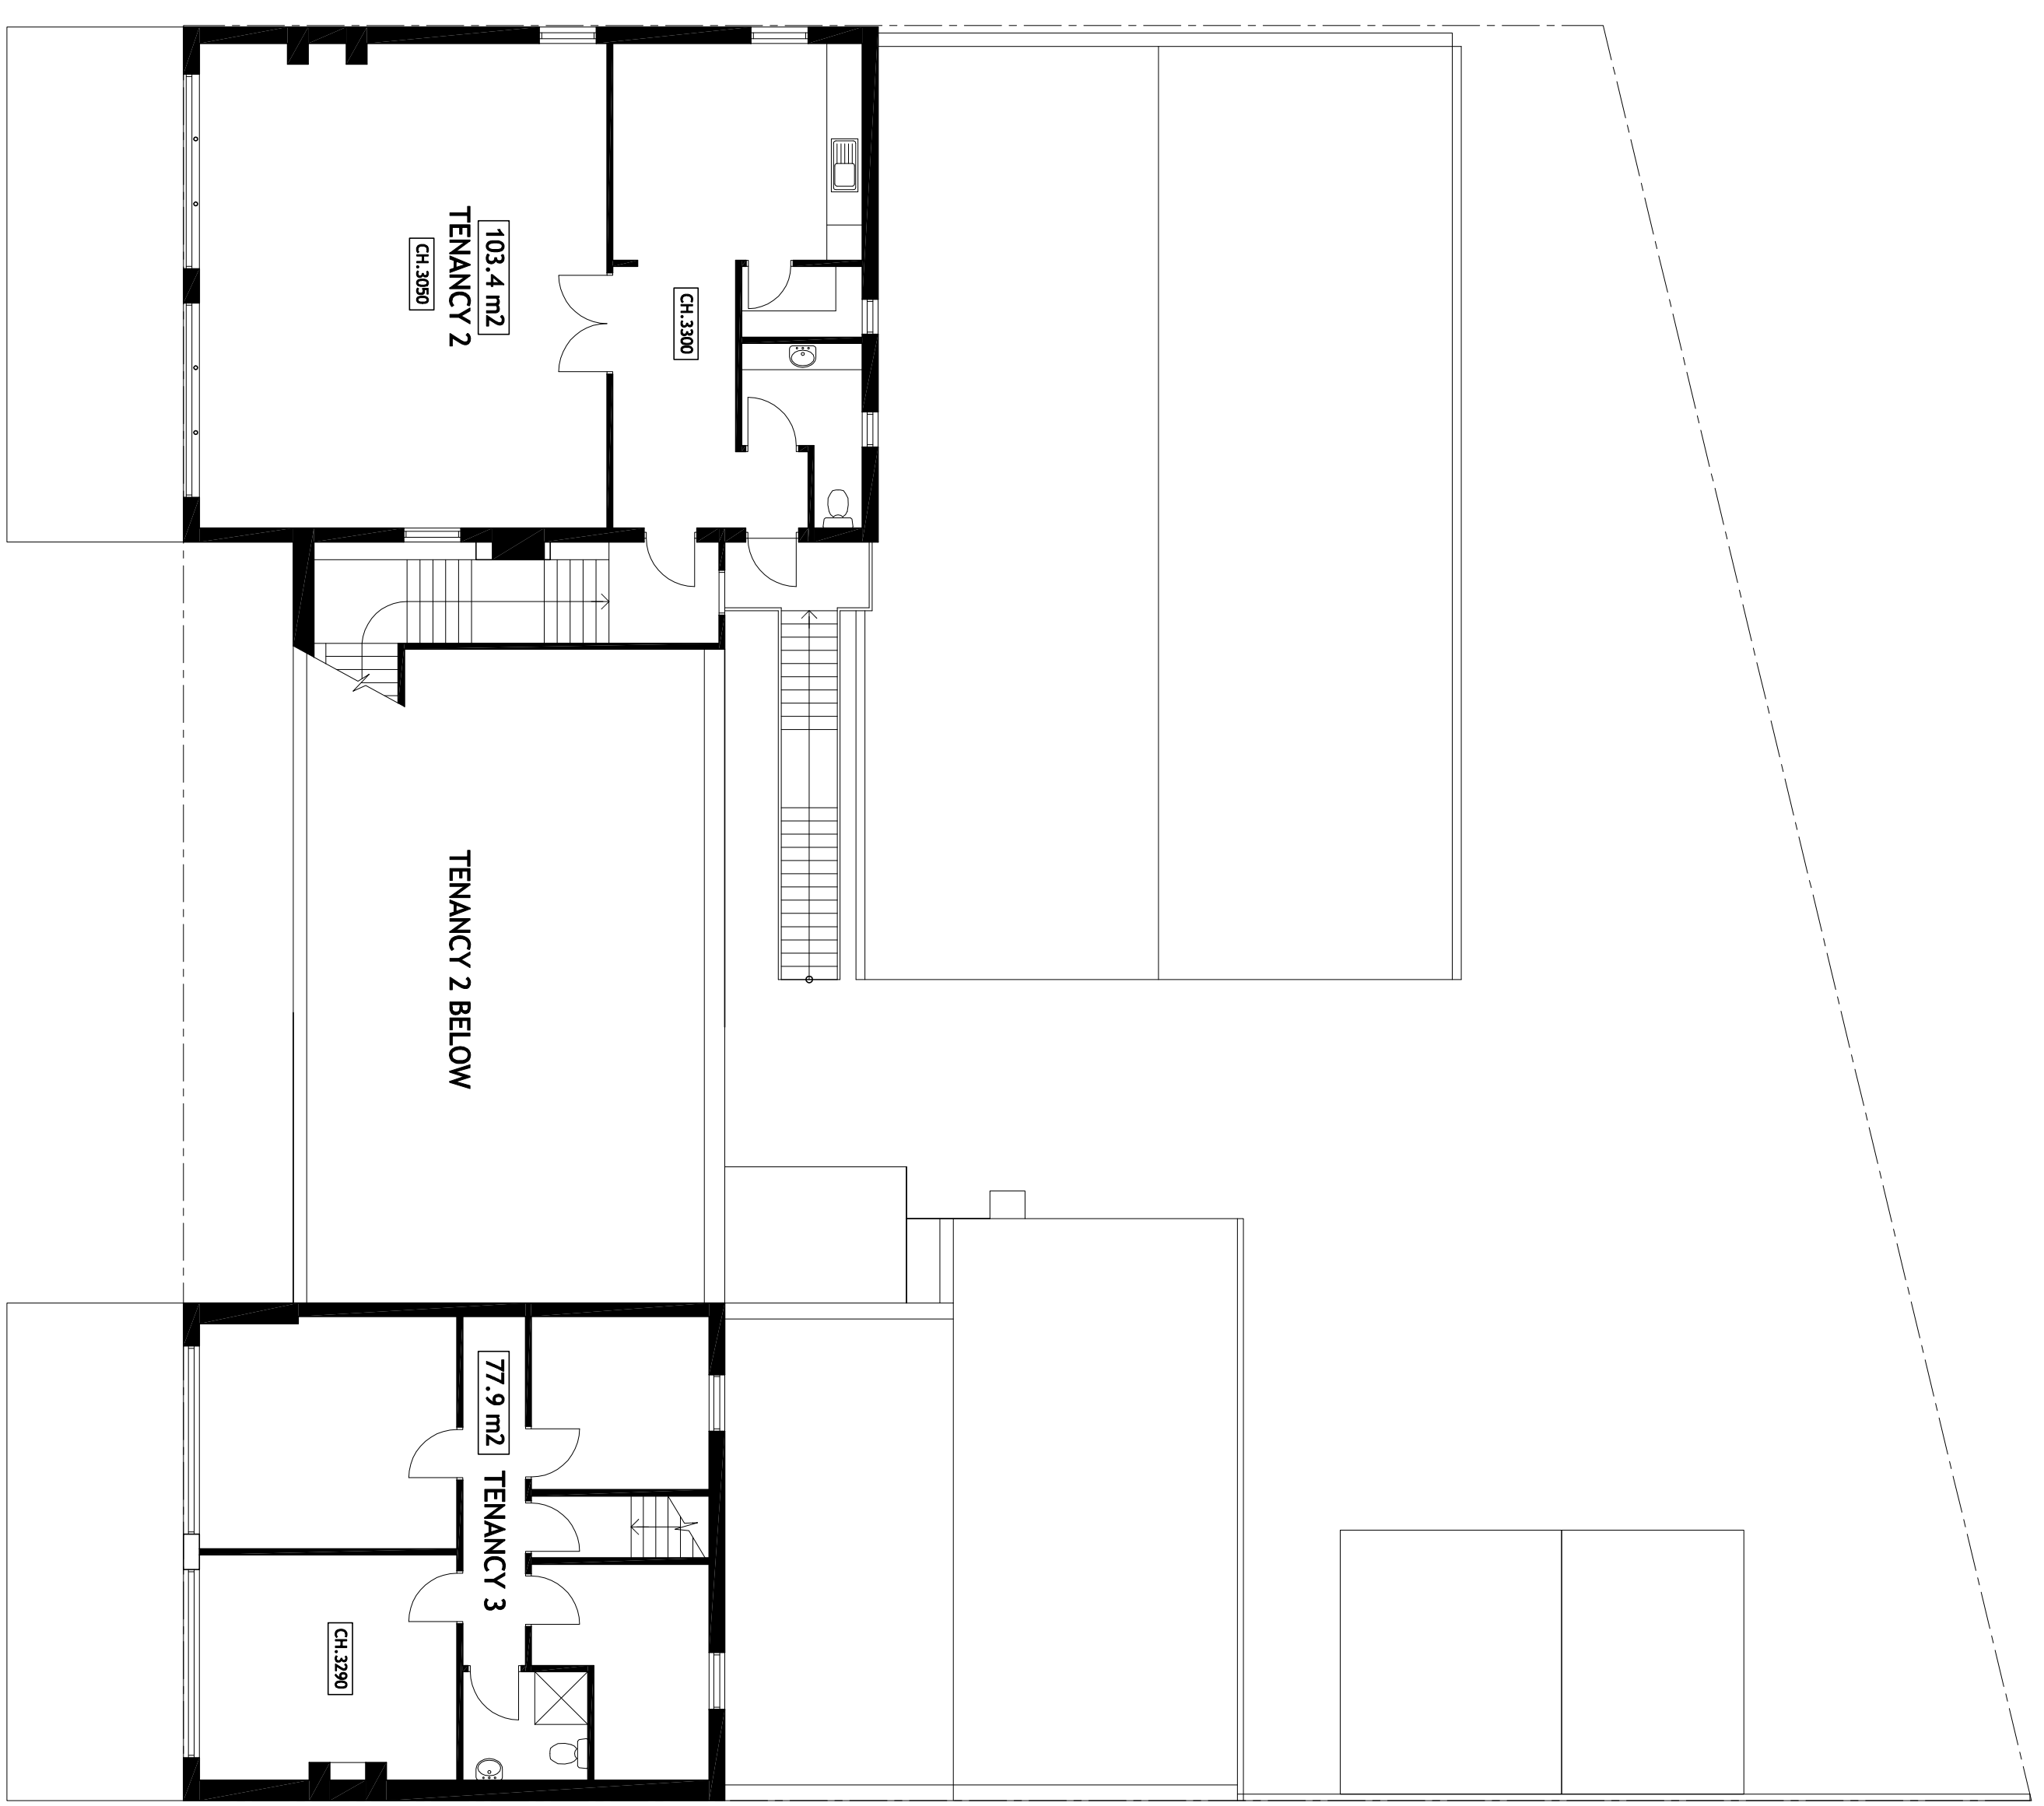 103.4 m2
TENANCY 2
CH.3050
CH.3300
TENANCY 2 BELOW
77.9 m2
TENANCY 3
CH.3290